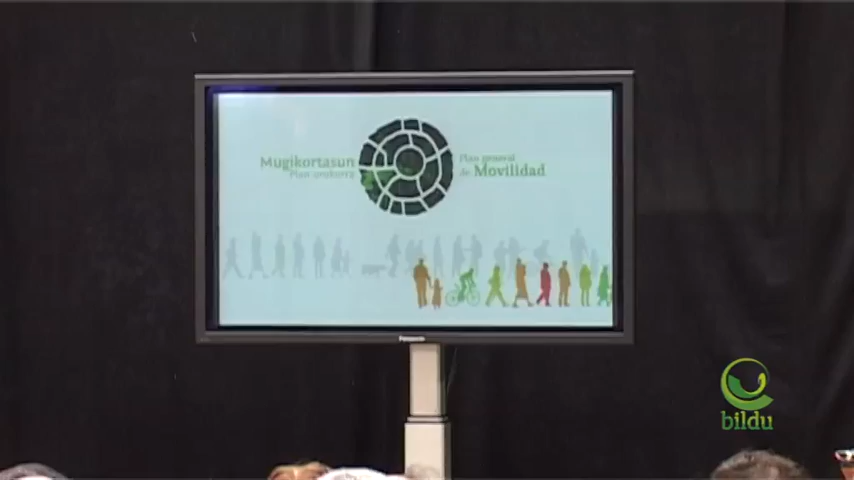 Mugikortasun
Plan orokorra
Plan general
de Movilidad
Panasonic
bildu